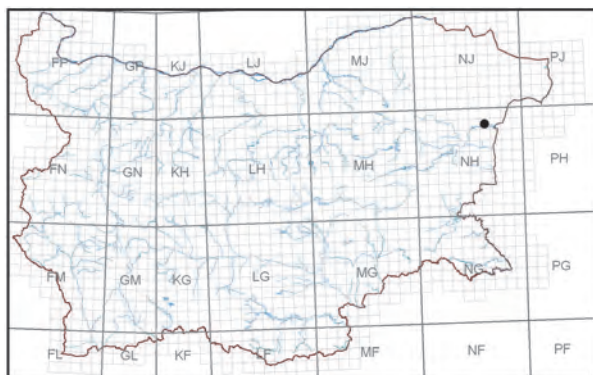 FP GP KJ LJ MJ NJ PJ
FN GN KH LH MH NH PH
FM GM KG LG MG NG PG
FL GL KF LF MF NF PF